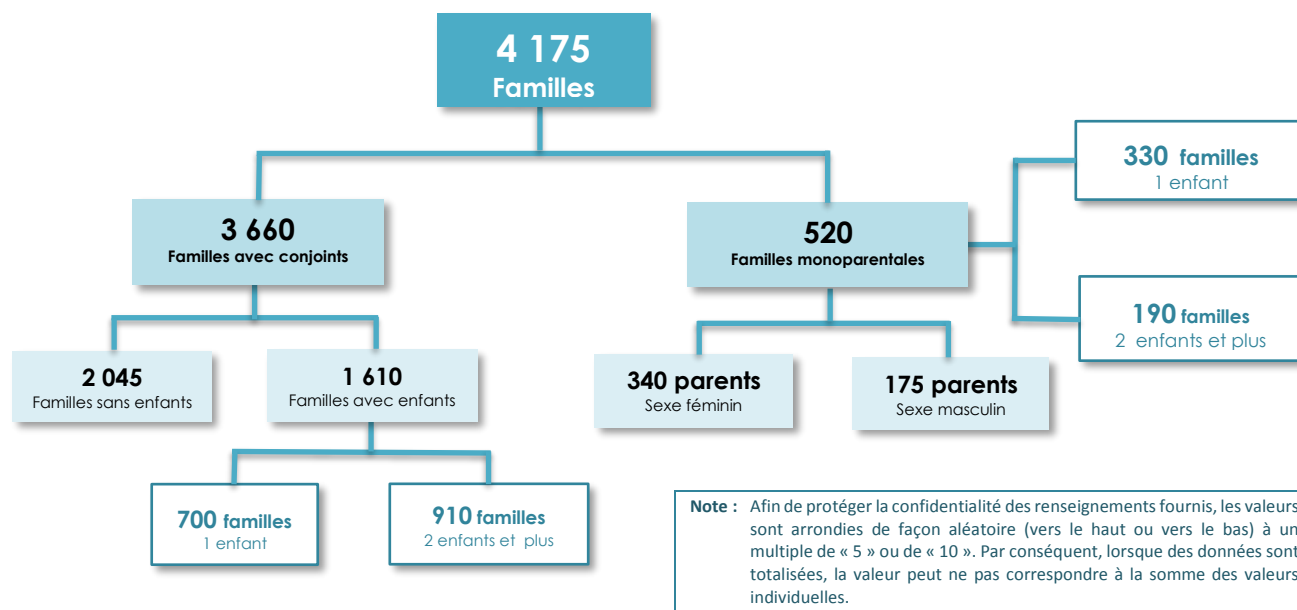 4 175
Familles
330 familles
1 enfant
3 660
Familles avec conjoints
520
Familles monoparentales
190 familles
2 enfants et plus
2 045
Familles sans enfants
1 610
Familles avec enfants
340 parents
Sexe féminin
175 parents
Sexe masculin
700 familles
1 enfant
910 familles
2 enfants et plus
Note : Afin de protéger la confidentialité des renseignements fournis, les valeurs
sont arrondies de façon aléatoire (vers le haut ou vers le bas) à un
multiple de « 5 » ou de « 10 ». Par conséquent, lorsque des données sont
totalisées, la valeur peut ne pas correspondre à la somme des valeurs
individuelles.